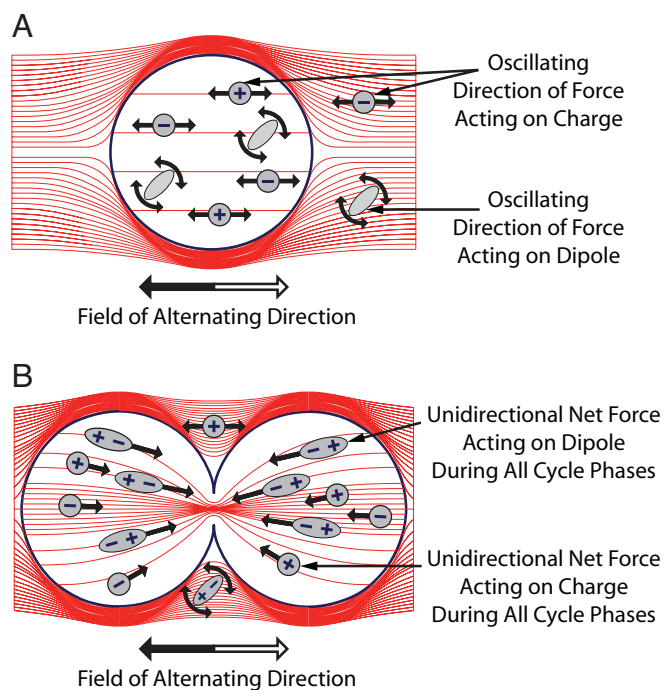 A
Oscillating
Direction of Force
Acting on Charge
+
−
−
−
+
Oscillating
Direction of Force
Acting on Dipole
Field of Alternating Direction
B
+
+ −
− +
Unidirectional Net Force
Acting on Dipole
During All Cycle Phases
+
+ −
− +
+
−
−
+ −
− +
−
+
Unidirectional Net Force
Acting on Charge
During All Cycle Phases
+ −
Field of Alternating Direction